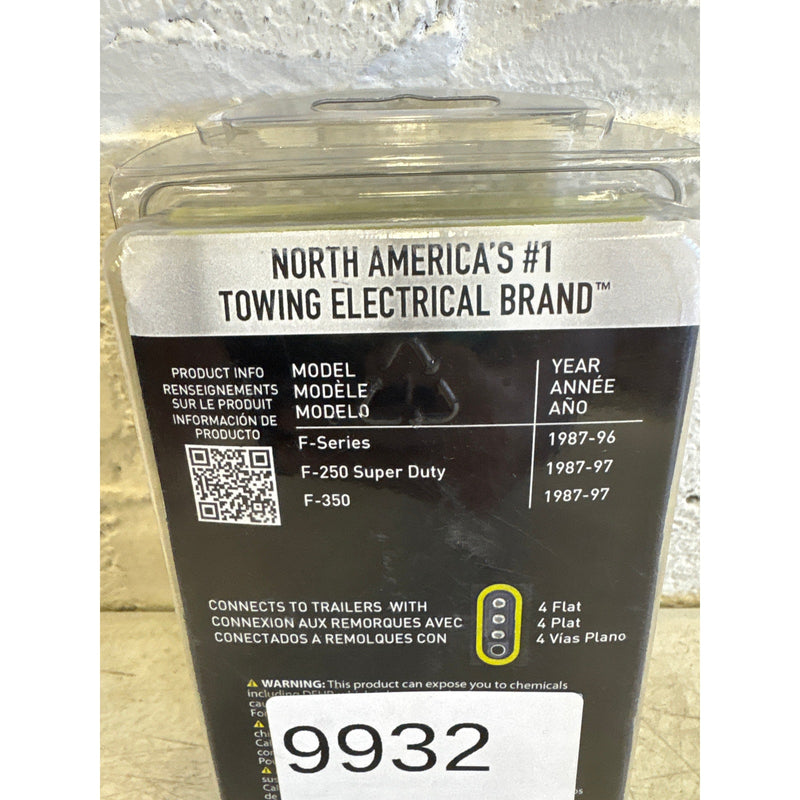 NORTH AMERICA'S #1
TOWING ELECTRICAL BRAND™
PRODUCT INFO
RENSEIGNEMENTS
SUR LE PRODUIT
INFORMACIÓN DE
PRODUCTO
MODEL
MODÈLE
MODELO
YEAR
ANNÉE
AÑO
F-Series 1987-96
F-250 Super Duty 1987-97
F-350 1987-97
CONNECTS TO TRAILERS WITH
CONNEXION AUX REMORQUES AVEC
CONECTADOS A REMOLQUES CON
4 Flat
4 Plat
4 Vías Plano
WARNING: This product can expose you to chemicals
including
9932